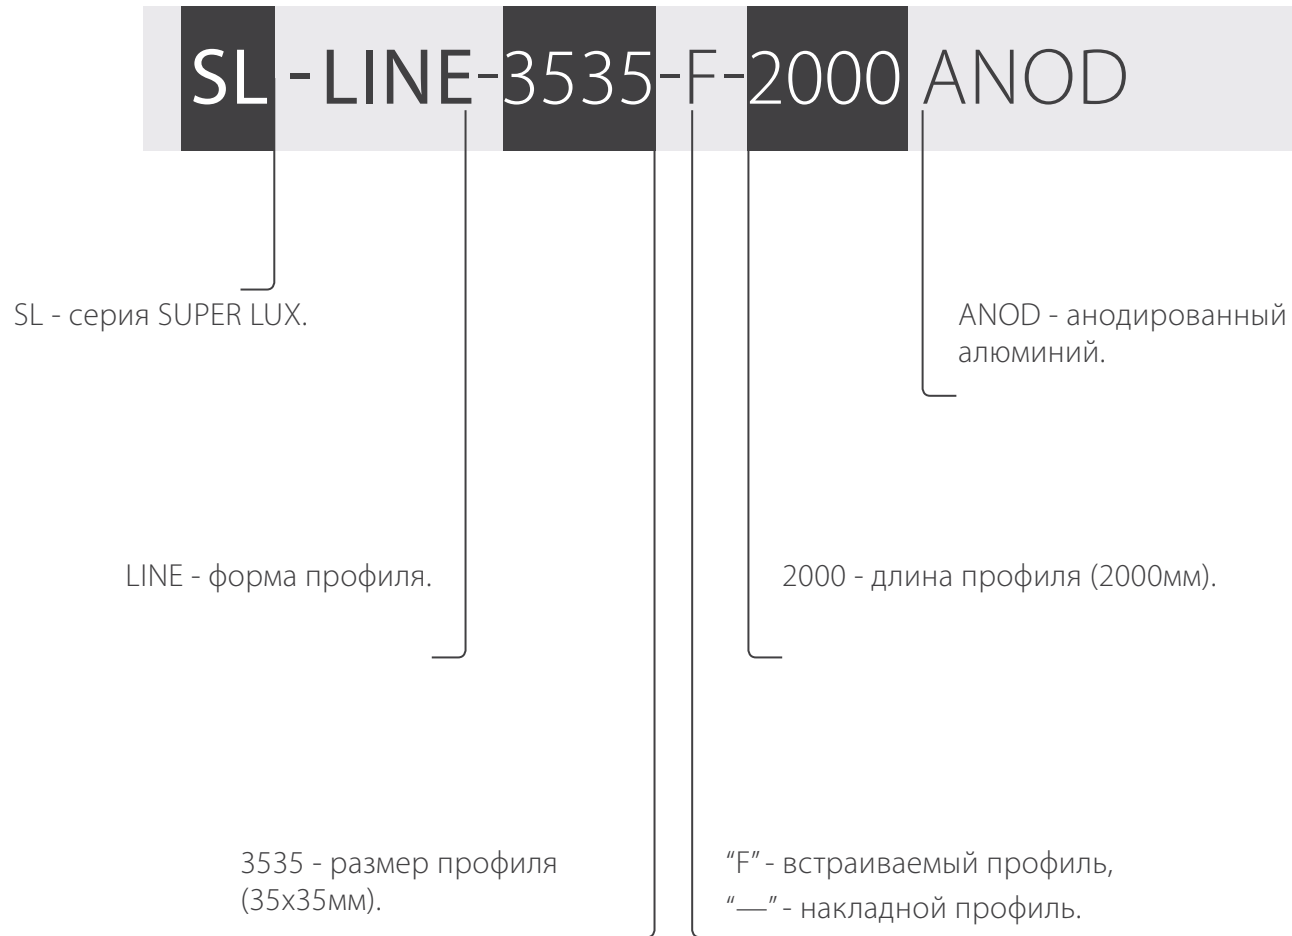 SL-LINE-3535-F-2000 ANOD
SL - серия SUPER LUX.
ANOD - анодированный
алюминий.
LINE - форма профиля.
2000 - длина профиля (2000мм).
3535 - размер профиля
(35х35мм).
“F” - встраиваемый профиль,
“—” - накладной профиль.